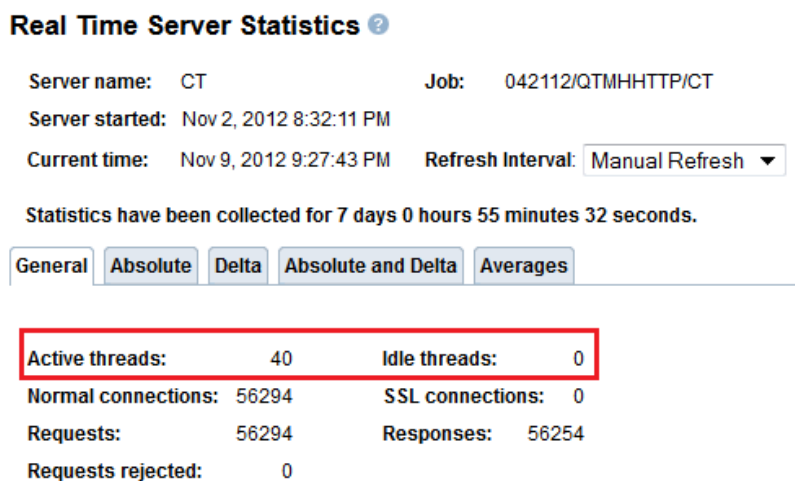 Real Time Server Statistics ?
Server name: CT Job: 042112/QTMHHTTP/CT
Server started: Nov 2, 2012 8:32:11 PM
Current time: Nov 9, 2012 9:27:43 PM Refresh Interval: Manual Refresh
Statistics have been collected for 7 days 0 hours 55 minutes 32 seconds.
General Absolute Delta Absolute and Delta Averages
Active threads: 40 Idle threads: 0
Normal connections: 56294 SSL connections: 0
Requests: 56294 Responses: 56254
Requests rejected: 0